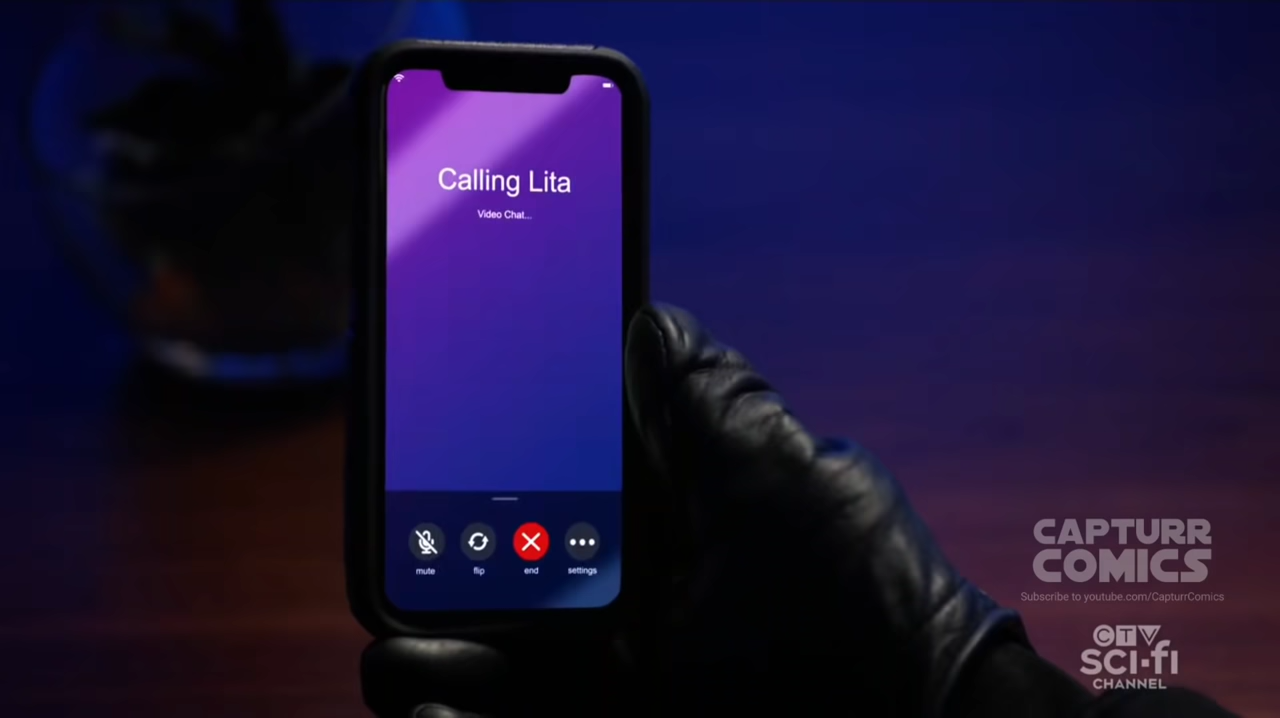 Calling Lita
Video Chat...
mute
flip
end
settings
CAPTURR
COMICS
Subscribe to youtube.com/CapturrComics
CTV
SCI-fi
CHANNEL